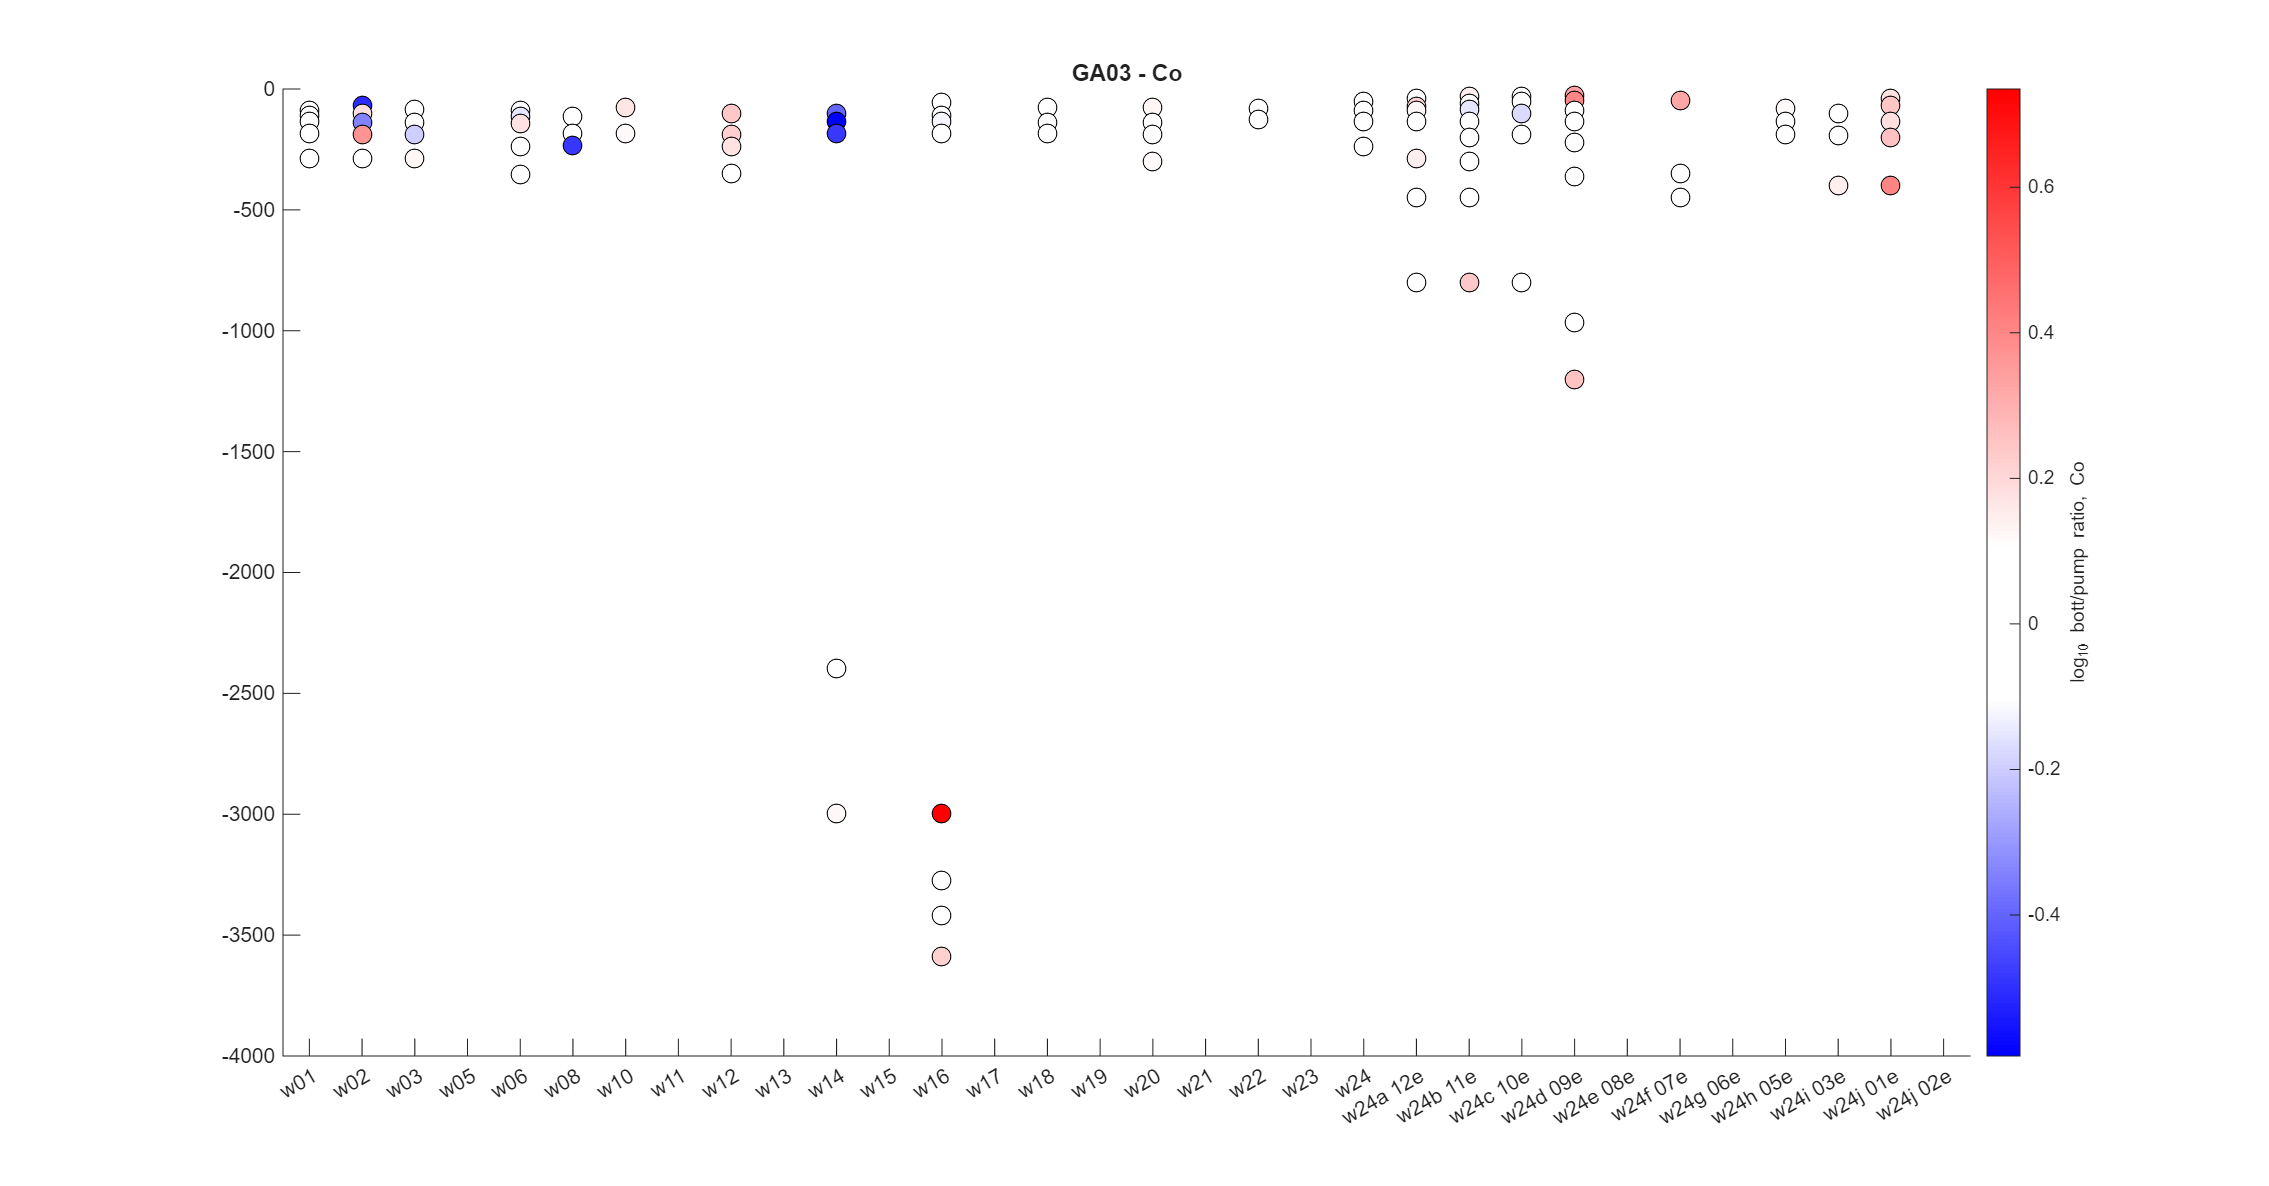 GA03 - Co
0
-500
-1000
-1500
-2000
-2500
-3000
-3500
-4000
w01
w02
w03
w05
w06
w08
w10
w11
w12
w13
w14
w15
w16
w17
w18
w19
w20
w21
w22
w23
w24
w24a 12e
w24b 11e
w24c 10e
w24d 09e
w24e 08e
w24f 07e
w24g 06e
w24h 05e
w24i 03e
w24j 01e
w24j 02e
0.6
0.4
0.2
0
-0.2
-0.4
log₁₀ bott/pump ratio, Co